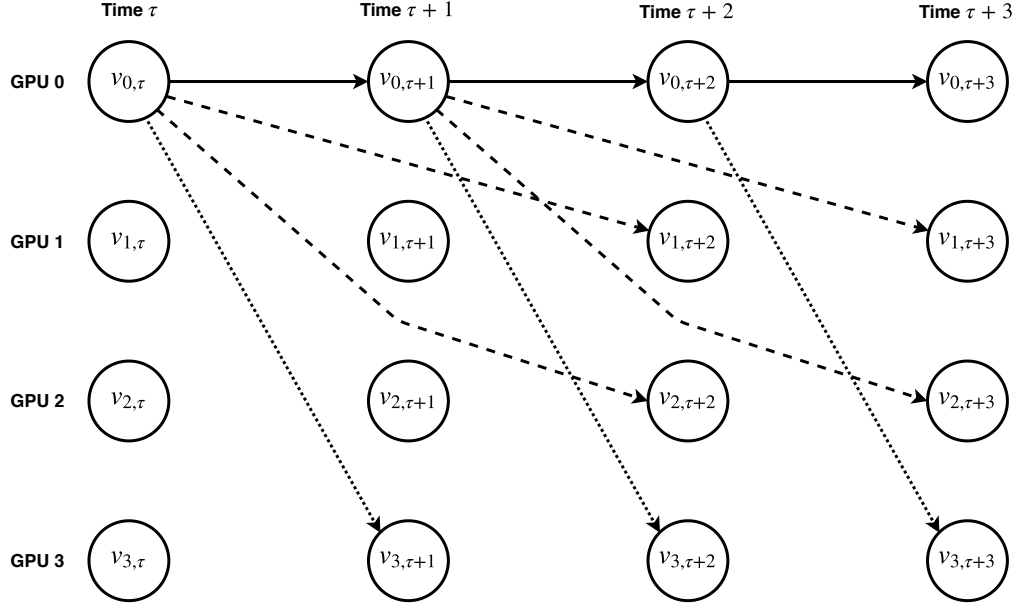 Time τ Time τ + 1 Time τ + 2 Time τ + 3
GPU 0 v0,τ v0,τ+1 v0,τ+2 v0,τ+3
GPU 1 v1,τ v1,τ+1 v1,τ+2 v1,τ+3
GPU 2 v2,τ v2,τ+1 v2,τ+2 v2,τ+3
GPU 3 v3,τ v3,τ+1 v3,τ+2 v3,τ+3